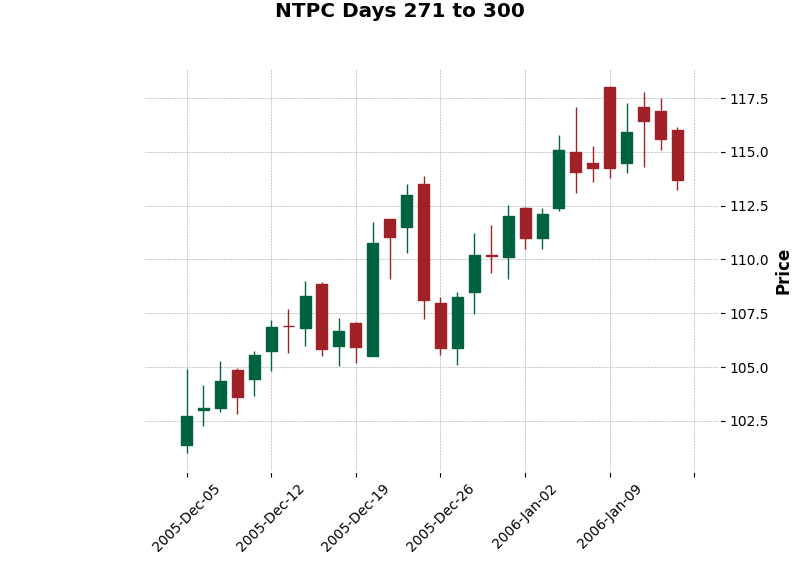 NTPC Days 271 to 300
117.5
115.0
112.5
110.0
107.5
105.0
102.5
Price
2005-Dec-05
2005-Dec-12
2005-Dec-19
2005-Dec-26
2006-Jan-02
2006-Jan-09